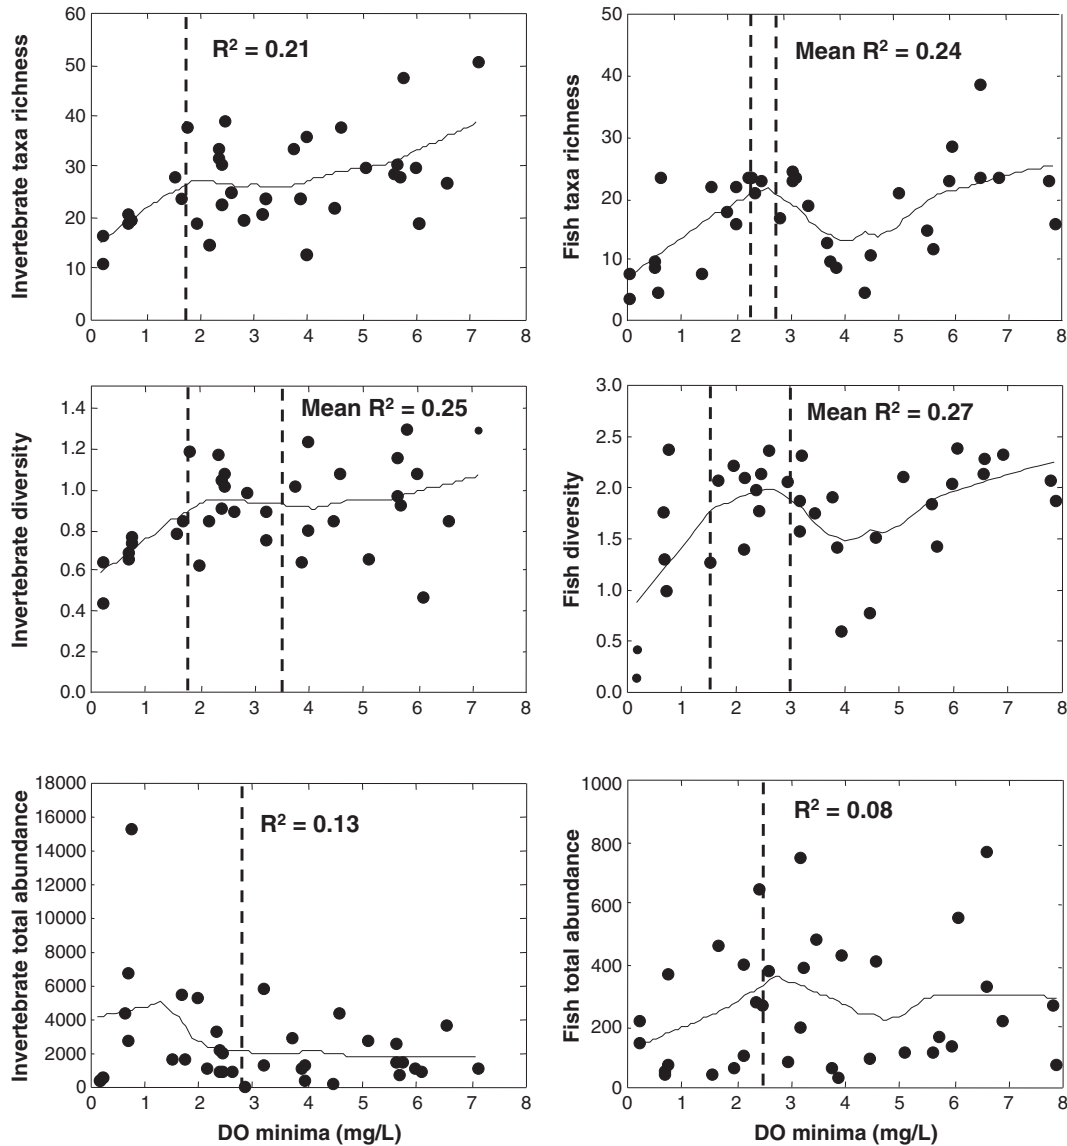 Invertebrate taxa richness
60
50
40
30
20
10
0
R² = 0.21
0 1 2 3 4 5 6 7 8
Fish taxa richness
50
40
30
20
10
0
Mean R² = 0.24
0 1 2 3 4 5 6 7 8
Invertebrate diversity
1.4
1.2
1.0
0.8
0.6
0.4
0.2
0.0
Mean R² = 0.25
0 1 2 3 4 5 6 7 8
Fish diversity
3.0
2.5
2.0
1.5
1.0
0.5
0.0
Mean R² = 0.27
0 1 2 3 4 5 6 7 8
Invertebrate total abundance
18000
16000
14000
12000
10000
8000
6000
4000
2000
0
R² = 0.13
0 1 2 3 4 5 6 7 8
DO minima (mg/L)
Fish total abundance
1000
800
600
400
200
0
R² = 0.08
0 1 2 3 4 5 6 7 8
DO minima (mg/L)